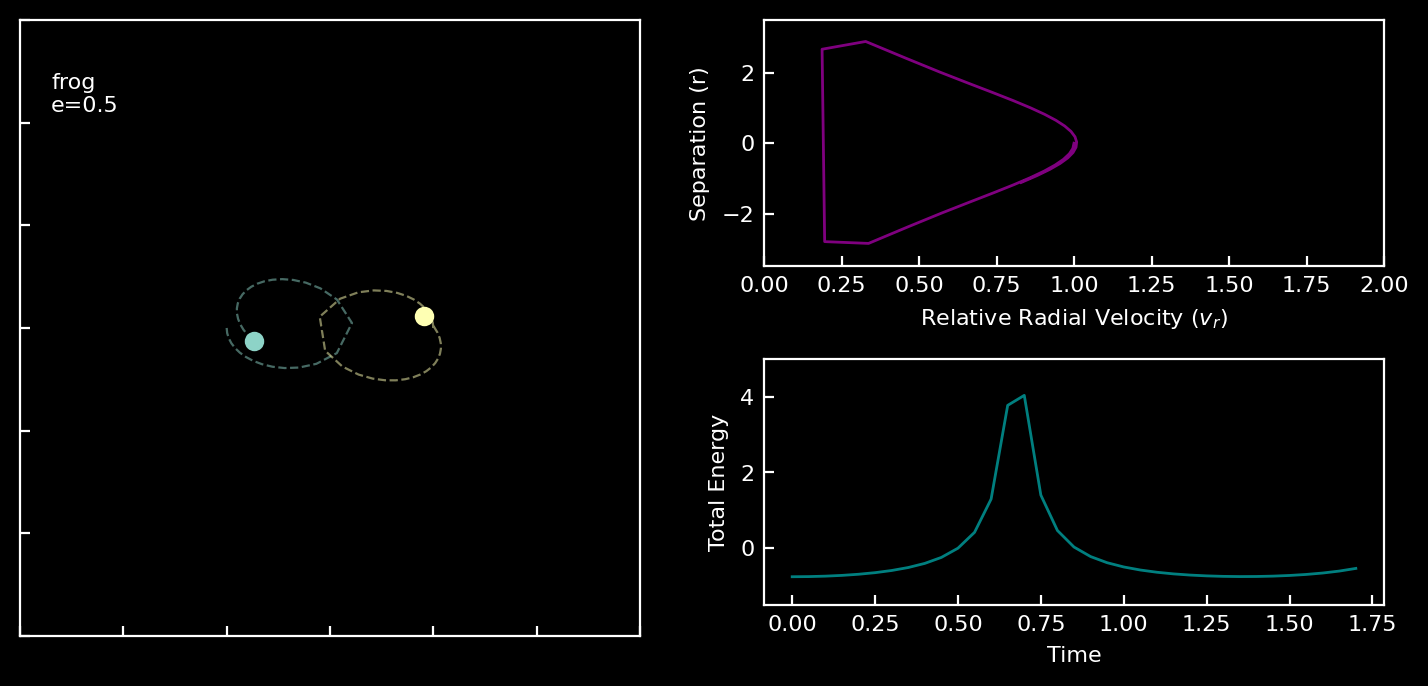 frog
e=0.5
Separation (r)
2
0
−2
0.00 0.25 0.50 0.75 1.00 1.25 1.50 1.75 2.00
Relative Radial Velocity (vᵣ)
Total Energy
4
2
0
0.00 0.25 0.50 0.75 1.00 1.25 1.50 1.75
Time